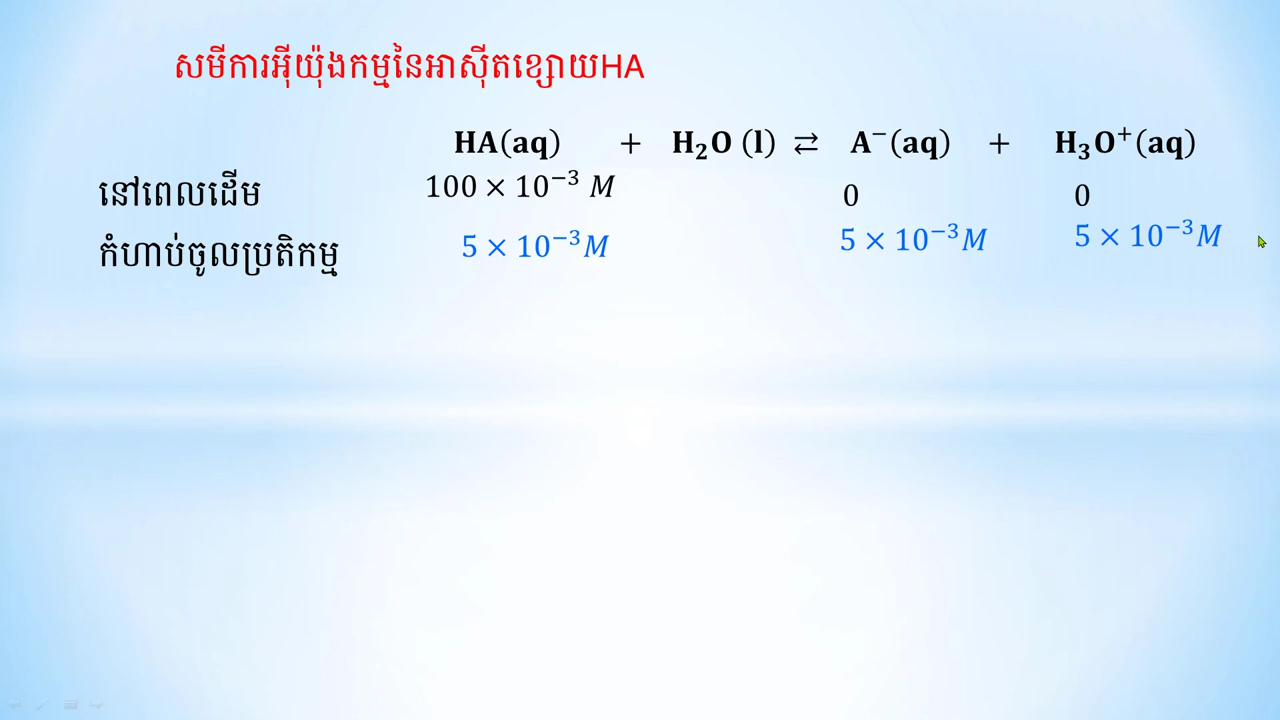 សមីការអ៊ីយ៉ុងកម្មនៃអាស៊ីតខ្សោយHA
HA(aq) + H₂O (l) ⇄ A⁻(aq) + H₃O⁺(aq)
នៅពេលដើម 100 × 10⁻³ M 0 0
កំហាប់ចូលប្រតិកម្ម 5 × 10⁻³M 5 × 10⁻³M 5 × 10⁻³M